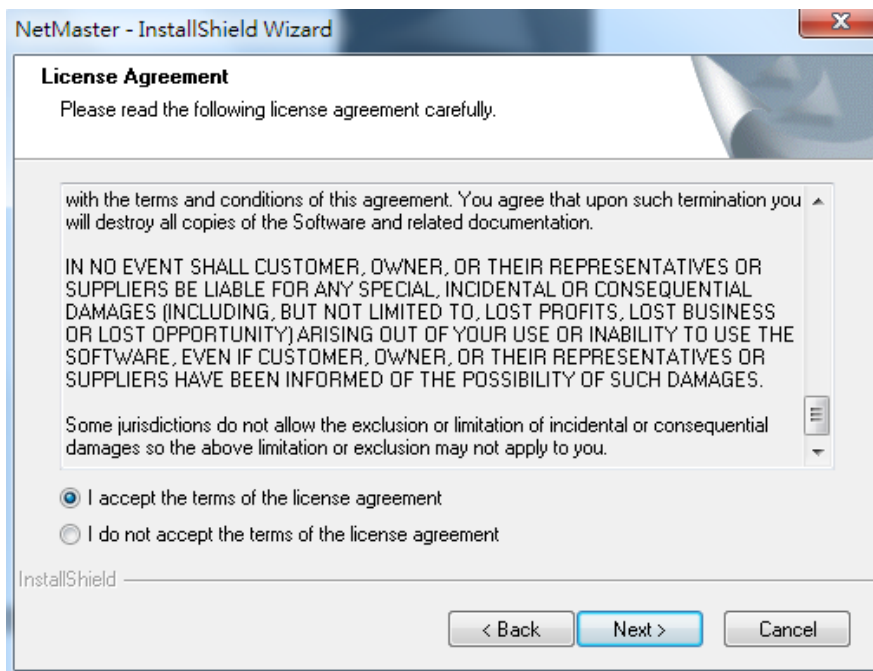 NetMaster - InstallShield Wizard
License Agreement
Please read the following license agreement carefully.
with the terms and conditions of this agreement. You agree that upon such termination you
will destroy all copies of the Software and related documentation.
IN NO EVENT SHALL CUSTOMER, OWNER, OR THEIR REPRESENTATIVES OR
SUPPLIERS BE LIABLE FOR ANY SPECIAL, INCIDENTAL OR CONSEQUENTIAL
DAMAGES (INCLUDING, BUT NOT LIMITED TO, LOST PROFITS, LOST BUSINESS
OR LOST OPPORTUNITY) ARISING OUT OF YOUR USE OR INABILITY TO USE THE
SOFTWARE, EVEN IF CUSTOMER, OWNER, OR THEIR REPRESENTATIVES OR
SUPPLIERS HAVE BEEN INFORMED OF THE POSSIBILITY OF SUCH DAMAGES.
Some jurisdictions do not allow the exclusion or limitation of incidental or consequential
damages so the above limitation or exclusion may not apply to you.
I accept the terms of the license agreement
I do not accept the terms of the license agreement
InstallShield
< Back Next > Cancel